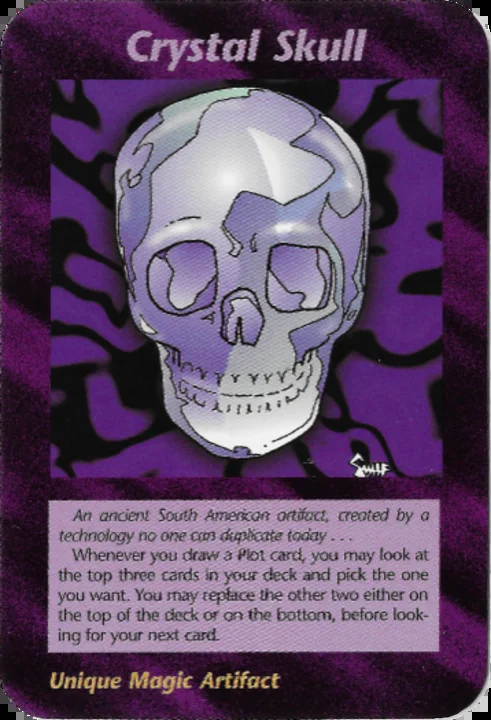 Crystal Skull
An ancient South American artifact, created by a
technology no one can duplicate today . . .
Whenever you draw a Plot card, you may look at
the top three cards in your deck and pick the one
you want. You may replace the other two either on
the top of the deck or on the bottom, before look-
ing for your next card.
Unique Magic Artifact